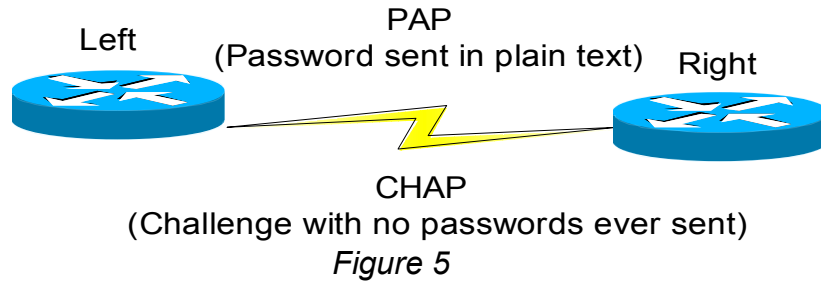 PAP
Left
(Password sent in plain text)
Right
CHAP
(Challenge with no passwords ever sent)
Figure 5